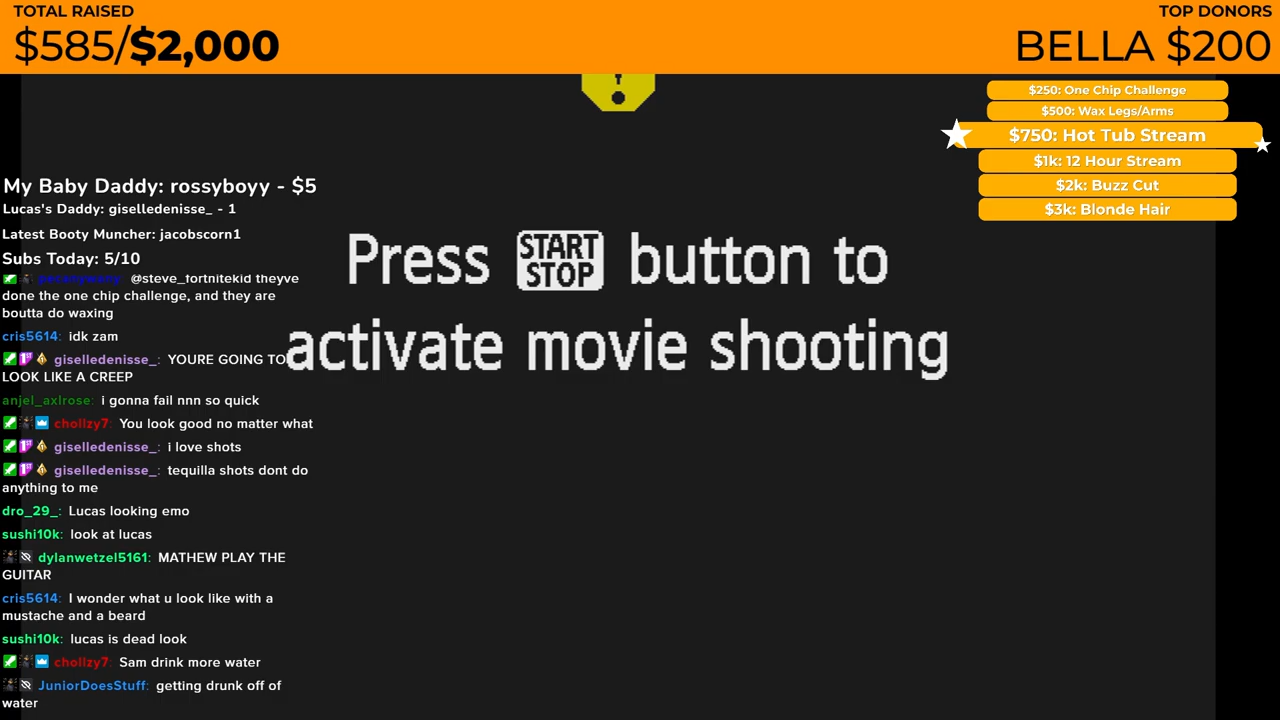 TOTAL RAISED
$585/$2,000
TOP DONORS
BELLA $200
$250: One Chip Challenge
$500: Wax Legs/Arms
$750: Hot Tub Stream
$1k: 12 Hour Stream
$2k: Buzz Cut
$3k: Blonde Hair
My Baby Daddy: rossyboyy - $5
Lucas's Daddy: giselledenisse_ - 1
Latest Booty Muncher: jacobscorn1
Subs Today: 5/10
@steve_fortnitekid theyve
done the one chip challenge, and they are
boutta do waxing
cris5614: idk zam
giselledenisse_: YOURE GOING TO
LOOK LIKE A CREEP
anjel_axlrose: i gonna fail nnn so quick
chollzy7: You look good no matter what
giselledenisse_: i love shots
giselledenisse_: tequilla shots dont do
anything to me
dro_29_: Lucas looking emo
sushi10k: look at lucas
dylanwetzel5161: MATHEW PLAY THE
GUITAR
cris5614: I wonder what u look like with a
mustache and a beard
sushi10k: lucas is dead look
chollzy7: Sam drink more water
JuniorDoesStuff: getting drunk off of
water
Press START STOP button to
activate movie shooting